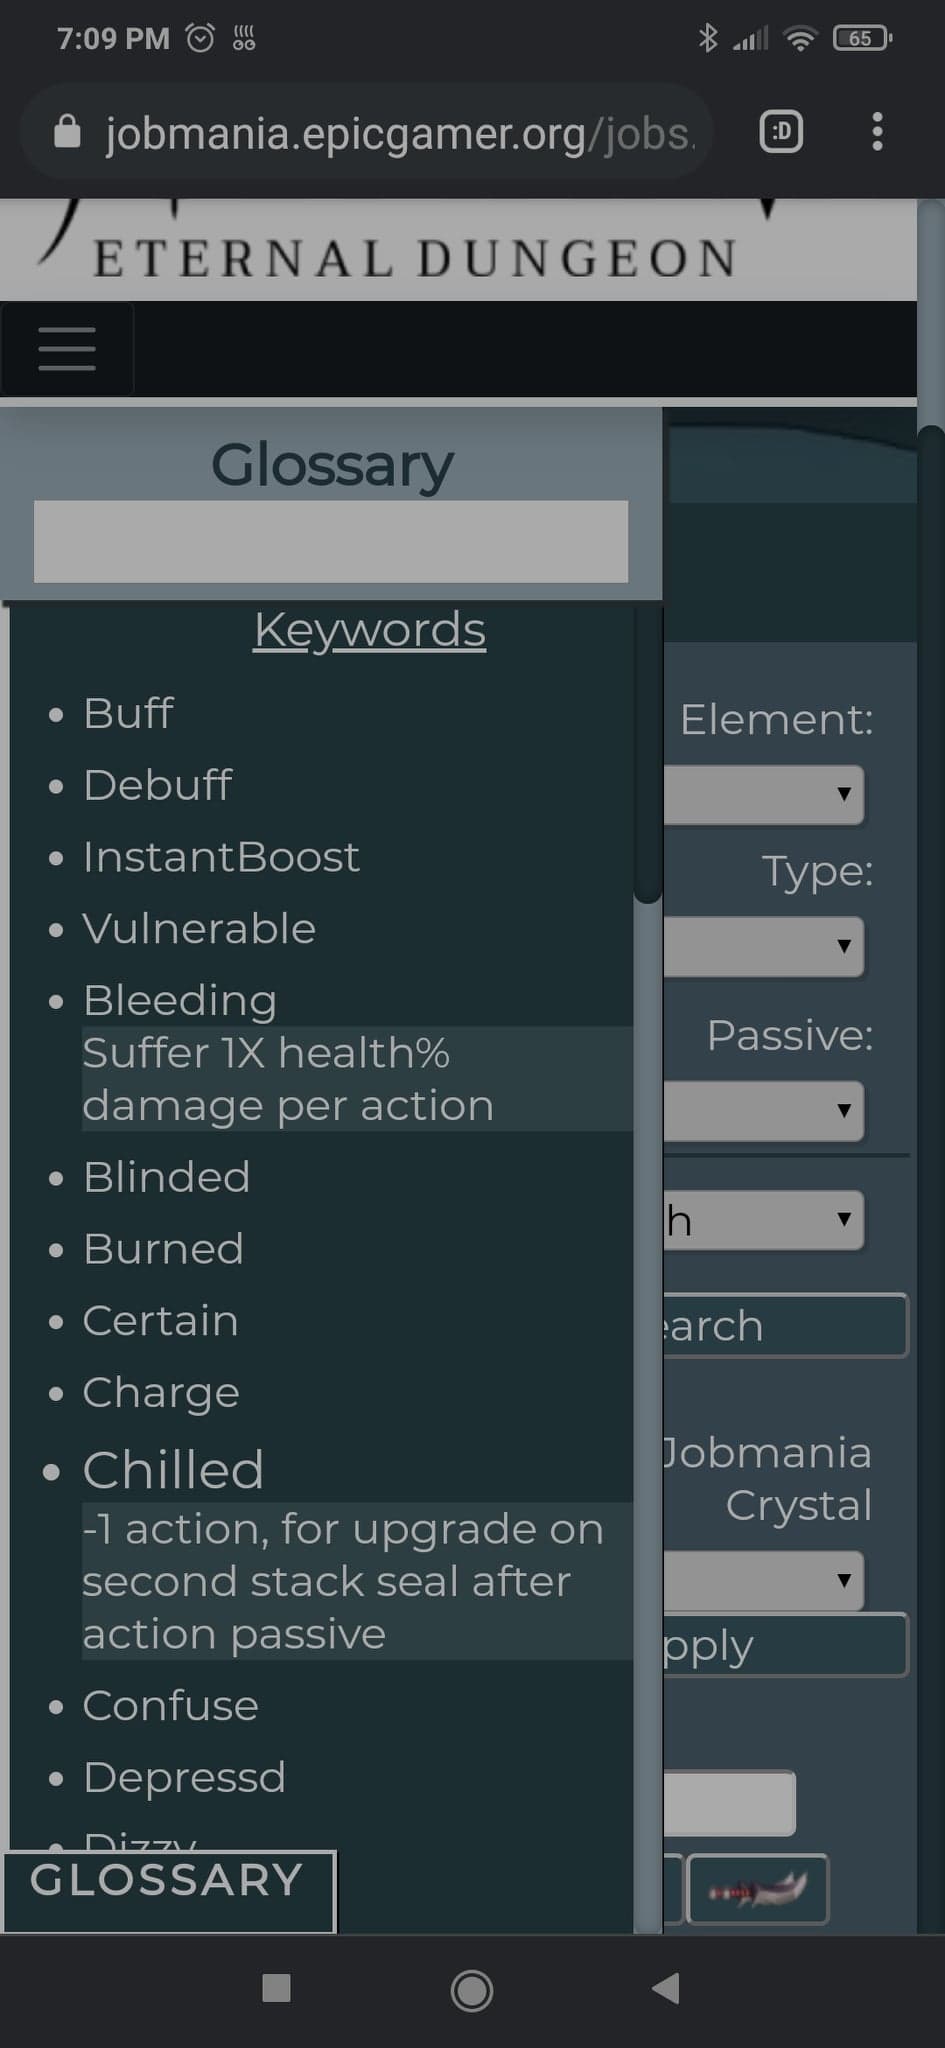 7:09 PM
65
jobmania.epicgamer.org/jobs.
:D
ETERNAL DUNGEON
Glossary
Keywords
Buff
Debuff
InstantBoost
Vulnerable
Bleeding
Suffer 1X health%
damage per action
Blinded
Burned
Certain
Charge
Chilled
-1 action, for upgrade on
second stack seal after
action passive
Confuse
Depressd
Dizzy
GLOSSARY
Element:
Type:
Passive:
h
earch
Jobmania
Crystal
pply